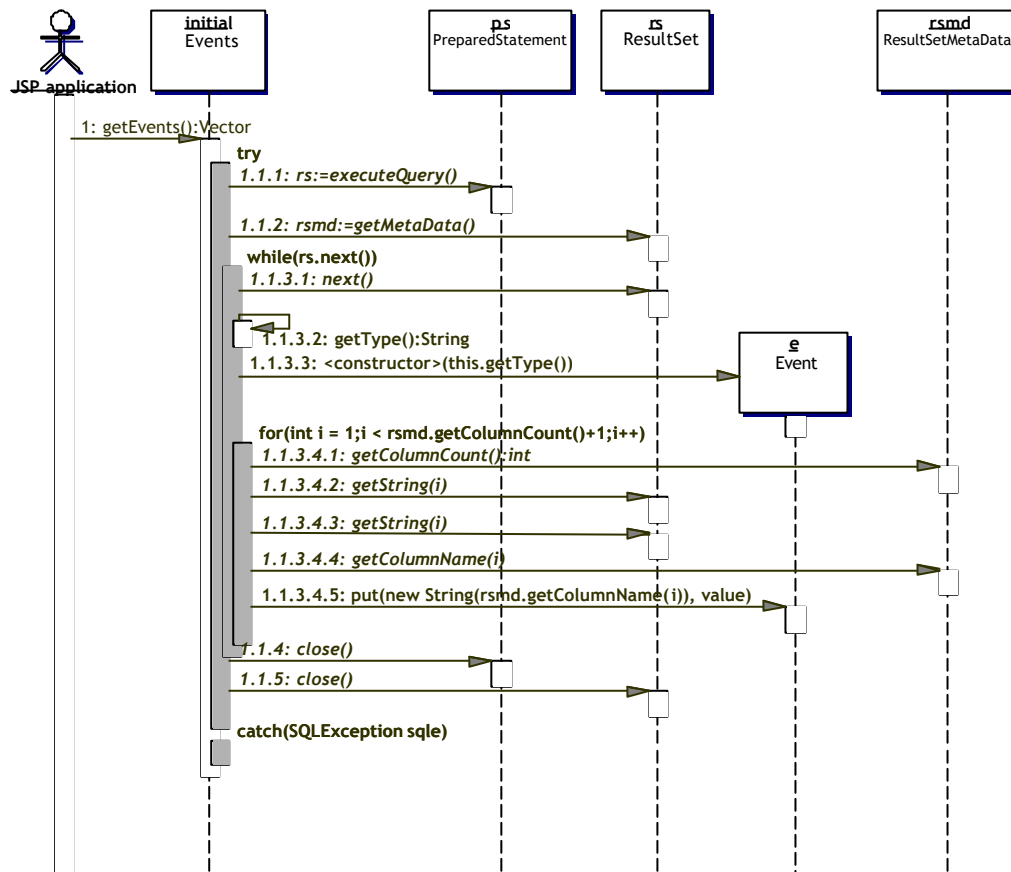 initial
Events
ps
PreparedStatement
rs
ResultSet
rsmd
ResultSetMetaData
JSP application
1: getEvents():Vector
try
1.1.1: rs:=executeQuery()
1.1.2: rsmd:=getMetaData()
while(rs.next())
1.1.3.1: next()
1.1.3.2: getType():String
1.1.3.3: <constructor>(this.getType())
e
Event
for(int i = 1;i < rsmd.getColumnCount()+1;i++)
1.1.3.4.1: getColumnCount():int
1.1.3.4.2: getString(i)
1.1.3.4.3: getString(i)
1.1.3.4.4: getColumnName(i)
1.1.3.4.5: put(new String(rsmd.getColumnName(i)), value)
1.1.4: close()
1.1.5: close()
catch(SQLException sqle)